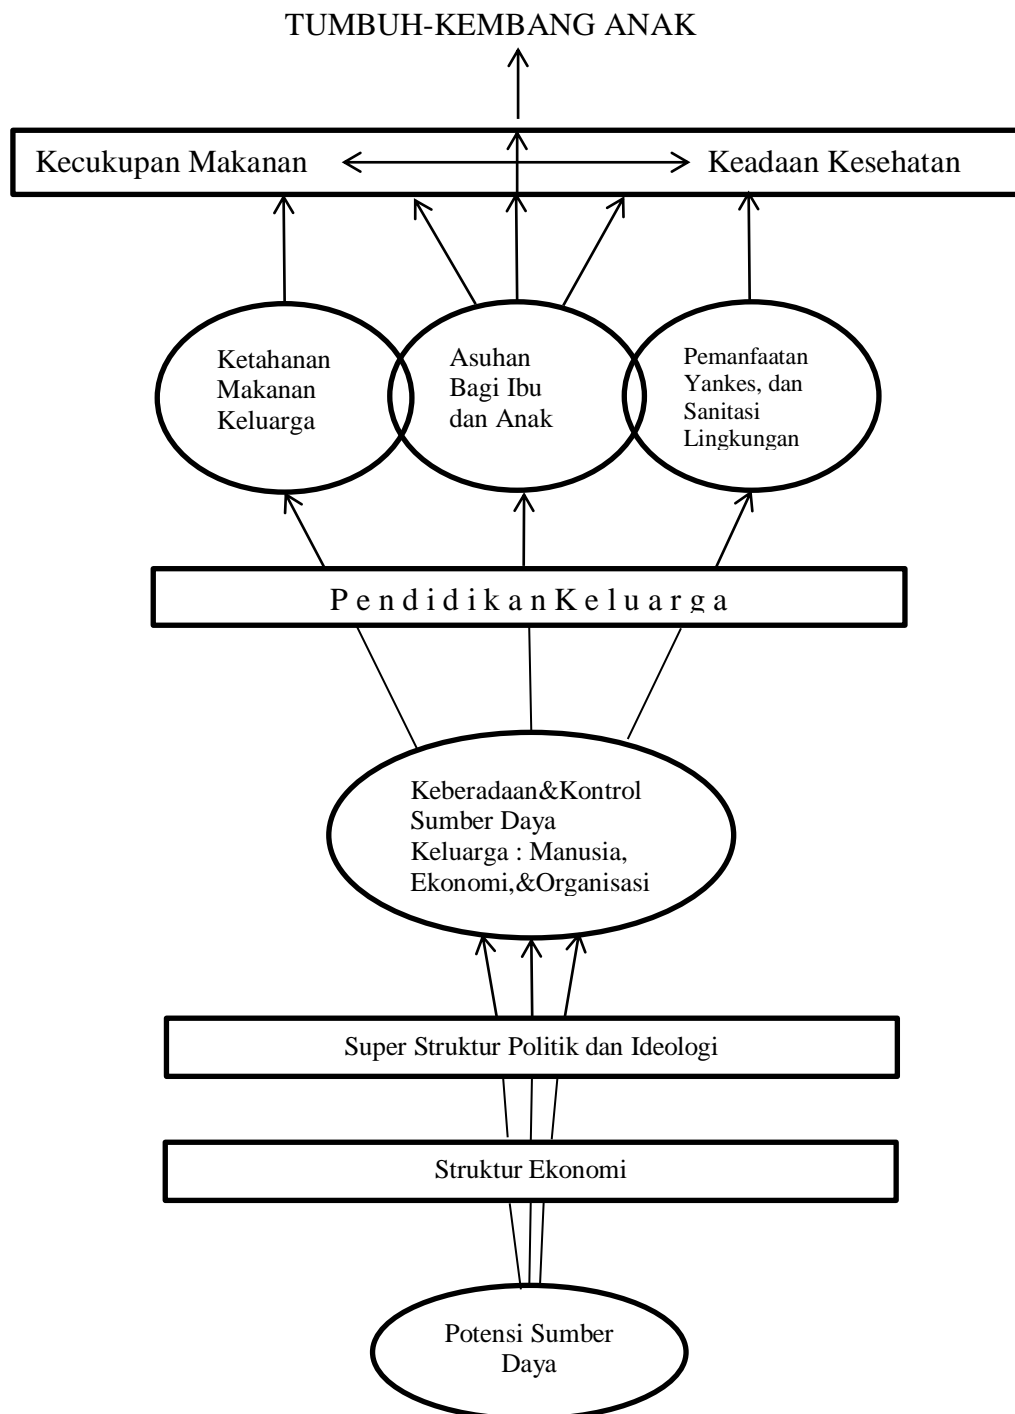 TUMBUH-KEMBANG ANAK
Kecukupan Makanan
Keadaan Kesehatan
Ketahanan
Makanan
Keluarga
Asuhan
Bagi Ibu
dan Anak
Pemanfaatan
Yankes, dan
Sanitasi
Lingkungan
P e n d i d i k a n K e l u a r g a
Keberadaan&Kontrol
Sumber Daya
Keluarga : Manusia,
Ekonomi,&Organisasi
Super Struktur Politik dan Ideologi
Struktur Ekonomi
Potensi Sumber
Daya